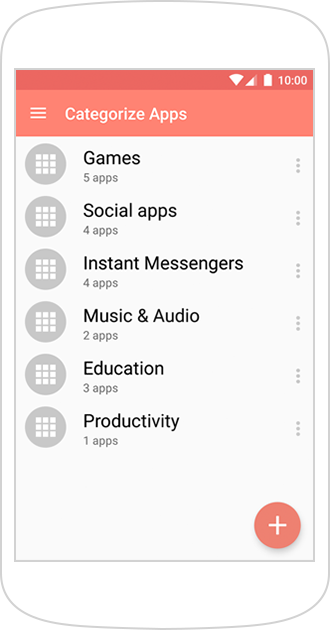 10:00
Categorize Apps
Games
5 apps
Social apps
4 apps
Instant Messengers
4 apps
Music & Audio
2 apps
Education
3 apps
Productivity
1 apps